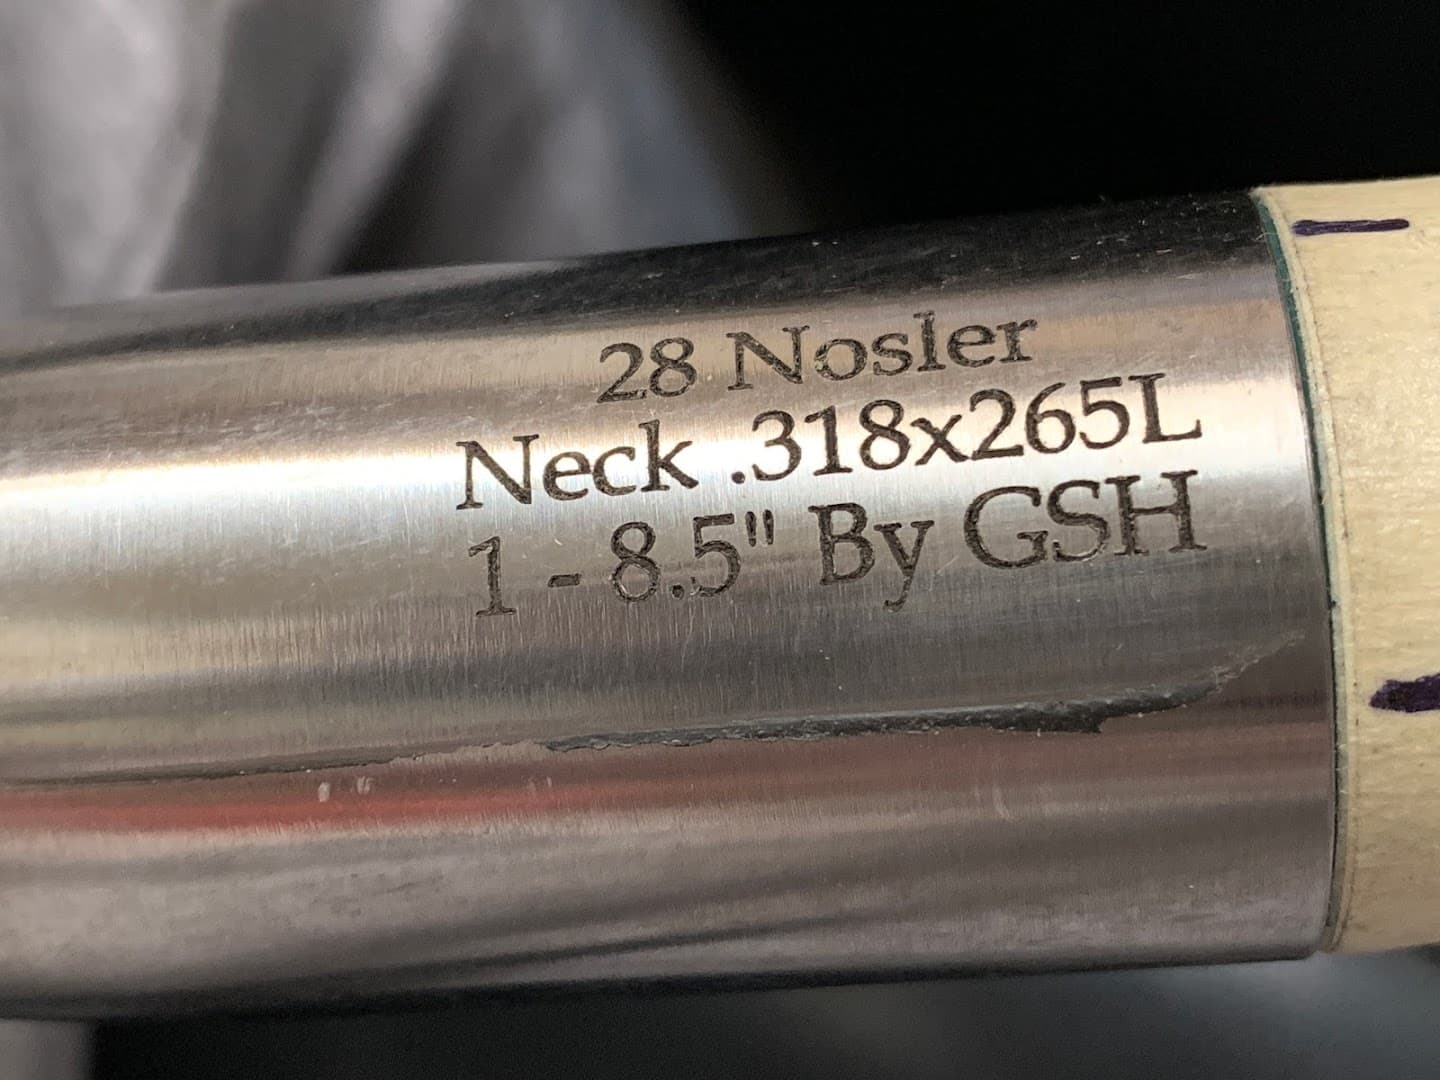 28 Nosler
Neck .318x265L
1 - 8.5" By GSH